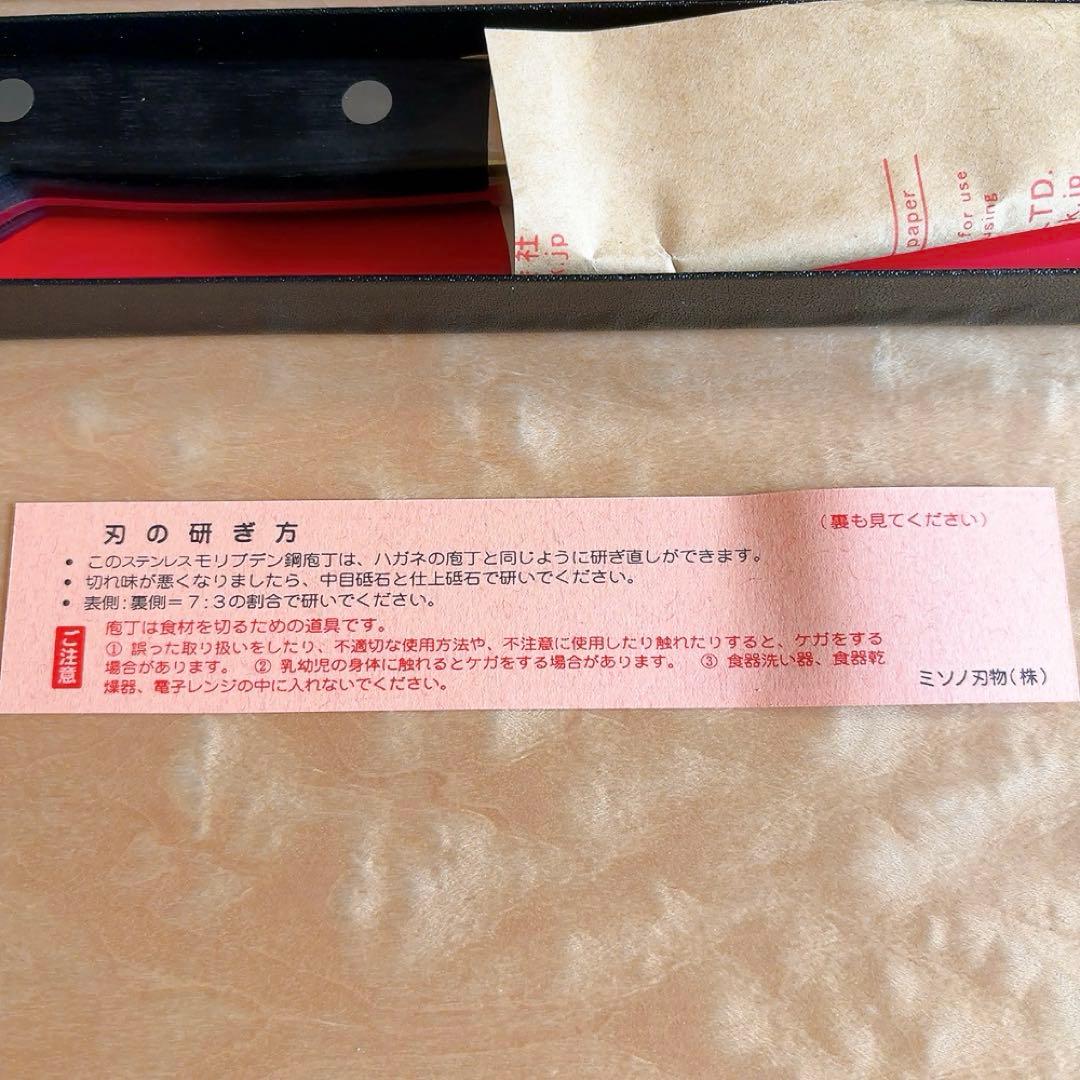 社
k.jp
paper
for use
using
LTD.
k.jp
刃の研ぎ方
（裏も見てください）
• このステンレスモリブデン鋼庖丁は、ハガネの庖丁と同じように研ぎ直しができます。
• 切れ味が悪くなりましたら、中目砥石と仕上砥石で研いでください。
• 表側：裏側＝７：３の割合で研いでください。
ご注意
庖丁は食材を切るための道具です。
① 誤った取り扱いをしたり、不適切な使用方法や、不注意に使用したり触れたりすると、ケガをする
場合があります。 ② 乳幼児の身体に触れるとケガをする場合があります。 ③ 食器洗い器、食器乾
燥器、電子レンジの中に入れないでください。
ミソノ刃物（株）